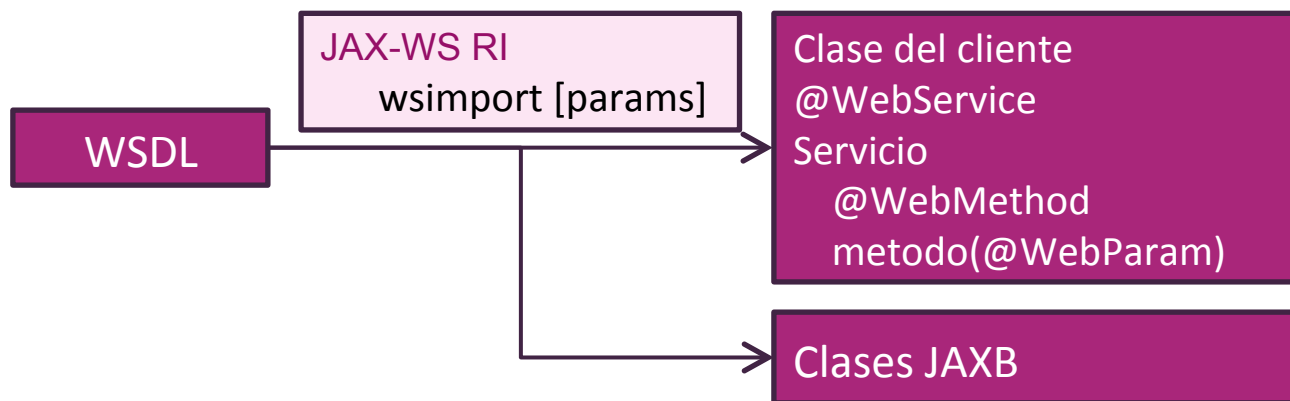 JAX-WS RI
wsimport [params]
WSDL
Clase del cliente
@WebService
Servicio
@WebMethod
metodo(@WebParam)
Clases JAXB